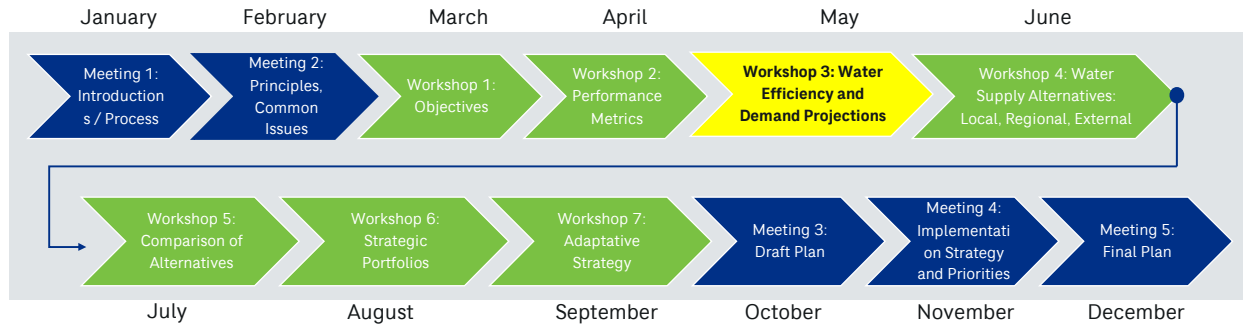 January
February
March
April
May
June
Meeting 1:
Introduction
s / Process
Meeting 2:
Principles,
Common
Issues
Workshop 1:
Objectives
Workshop 2:
Performance
Metrics
Workshop 3: Water
Efficiency and
Demand Projections
Workshop 4: Water
Supply Alternatives:
Local, Regional, External
Workshop 5:
Comparison of
Alternatives
Workshop 6:
Strategic
Portfolios
Workshop 7:
Adaptative
Strategy
Meeting 3:
Draft Plan
Meeting 4:
Implementati
on Strategy
and Priorities
Meeting 5:
Final Plan
July
August
September
October
November
December